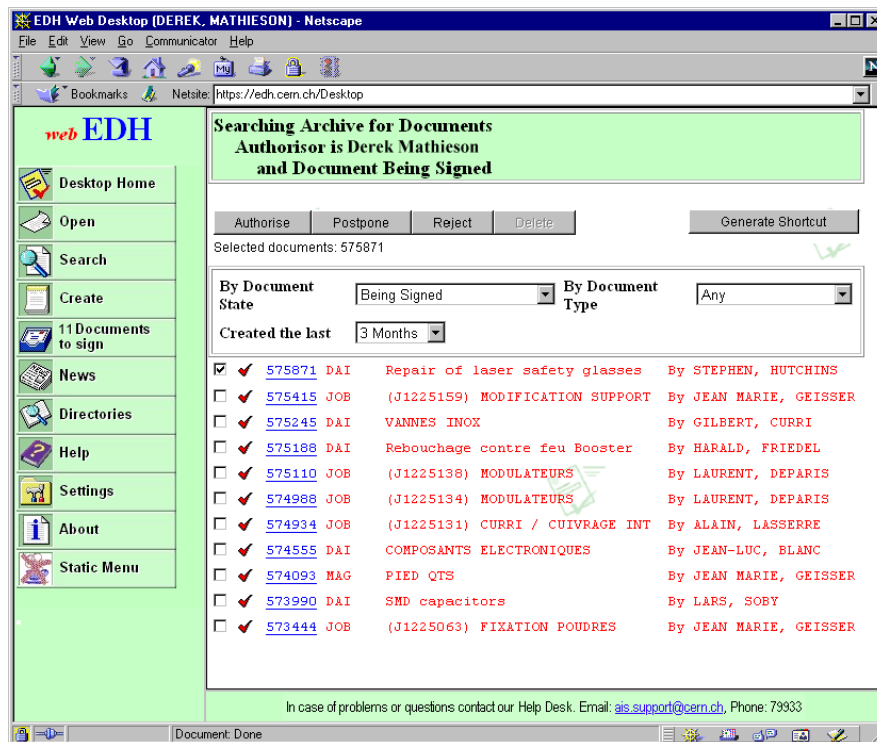 EDH Web Desktop (DEREK, MATHIESON) - Netscape
File Edit View Go Communicator Help
My
N
Bookmarks Netsite: https://edh.cern.ch/Desktop
web EDH
Desktop Home
Open
Search
Create
11 Documents
to sign
News
Directories
Help
Settings
About
Static Menu
Searching Archive for Documents
Authorisor is Derek Mathieson
and Document Being Signed
Authorise Postpone Reject Delete Generate Shortcut
Selected documents: 575871
By Document
State
Being Signed
By Document
Type
Any
Created the last 3 Months
575871 DAI Repair of laser safety glasses By STEPHEN, HUTCHINS
575415 JOB (J1225159) MODIFICATION SUPPORT By JEAN MARIE, GEISSER
575245 DAI VANNES INOX By GILBERT, CURRI
575188 DAI Rebouchage contre feu Booster By HARALD, FRIEDEL
575110 JOB (J1225138) MODULATEURS By LAURENT, DEPARIS
574988 JOB (J1225134) MODULATEURS By LAURENT, DEPARIS
574934 JOB (J1225131) CURRI / CUIVRAGE INT By ALAIN, LASSERRE
574555 DAI COMPOSANTS ELECTRONIQUES By JEAN-LUC, BLANC
574093 MAG PIED QTS By JEAN MARIE, GEISSER
573990 DAI SMD capacitors By LARS, SOBY
573444 JOB (J1225063) FIXATION POUDRES By JEAN MARIE, GEISSER
In case of problems or questions contact our Help Desk. Email: ais.support@cern.ch, Phone: 79933
Document: Done